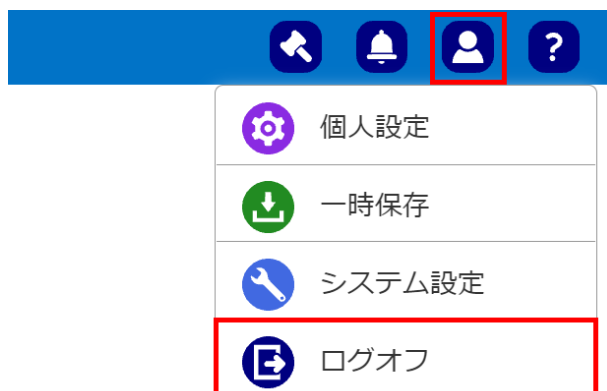 ?
個人設定
一時保存
システム設定
ログオフ